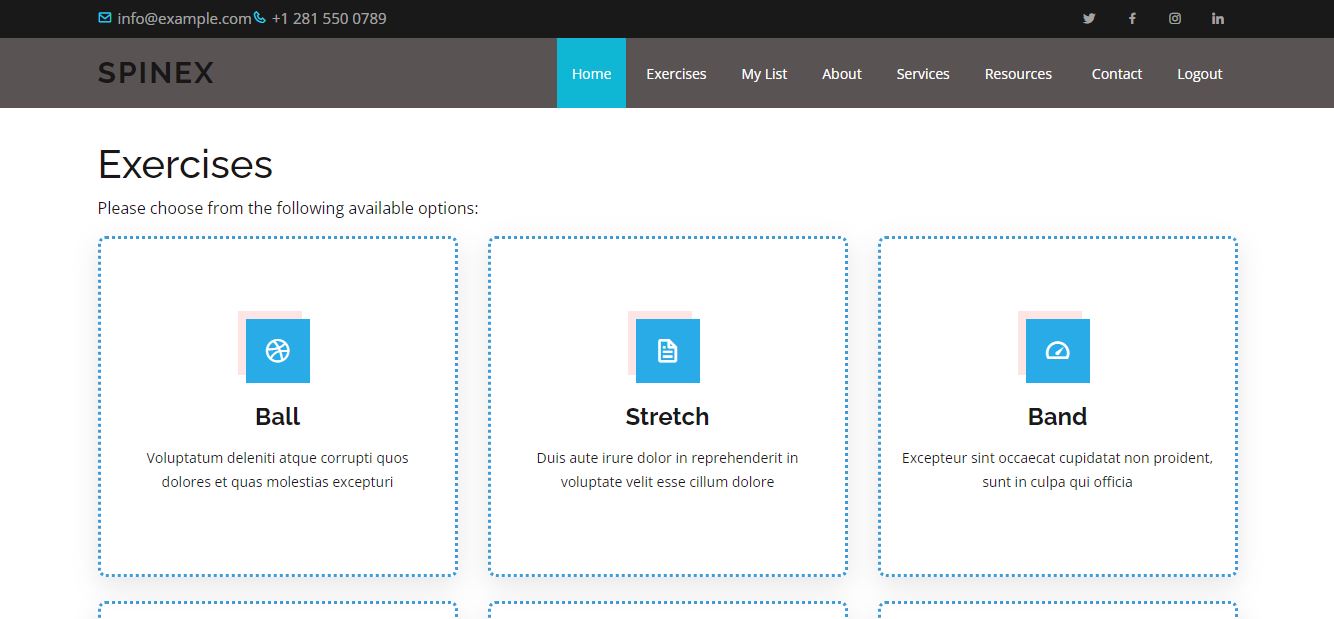 info@example.com +1 281 550 0789
SPINEX Home Exercises My List About Services Resources Contact Logout
Exercises
Please choose from the following available options:
Ball
Voluptatum deleniti atque corrupti quos
dolores et quas molestias excepturi
Stretch
Duis aute irure dolor in reprehenderit in
voluptate velit esse cillum dolore
Band
Excepteur sint occaecat cupidatat non proident,
sunt in culpa qui officia